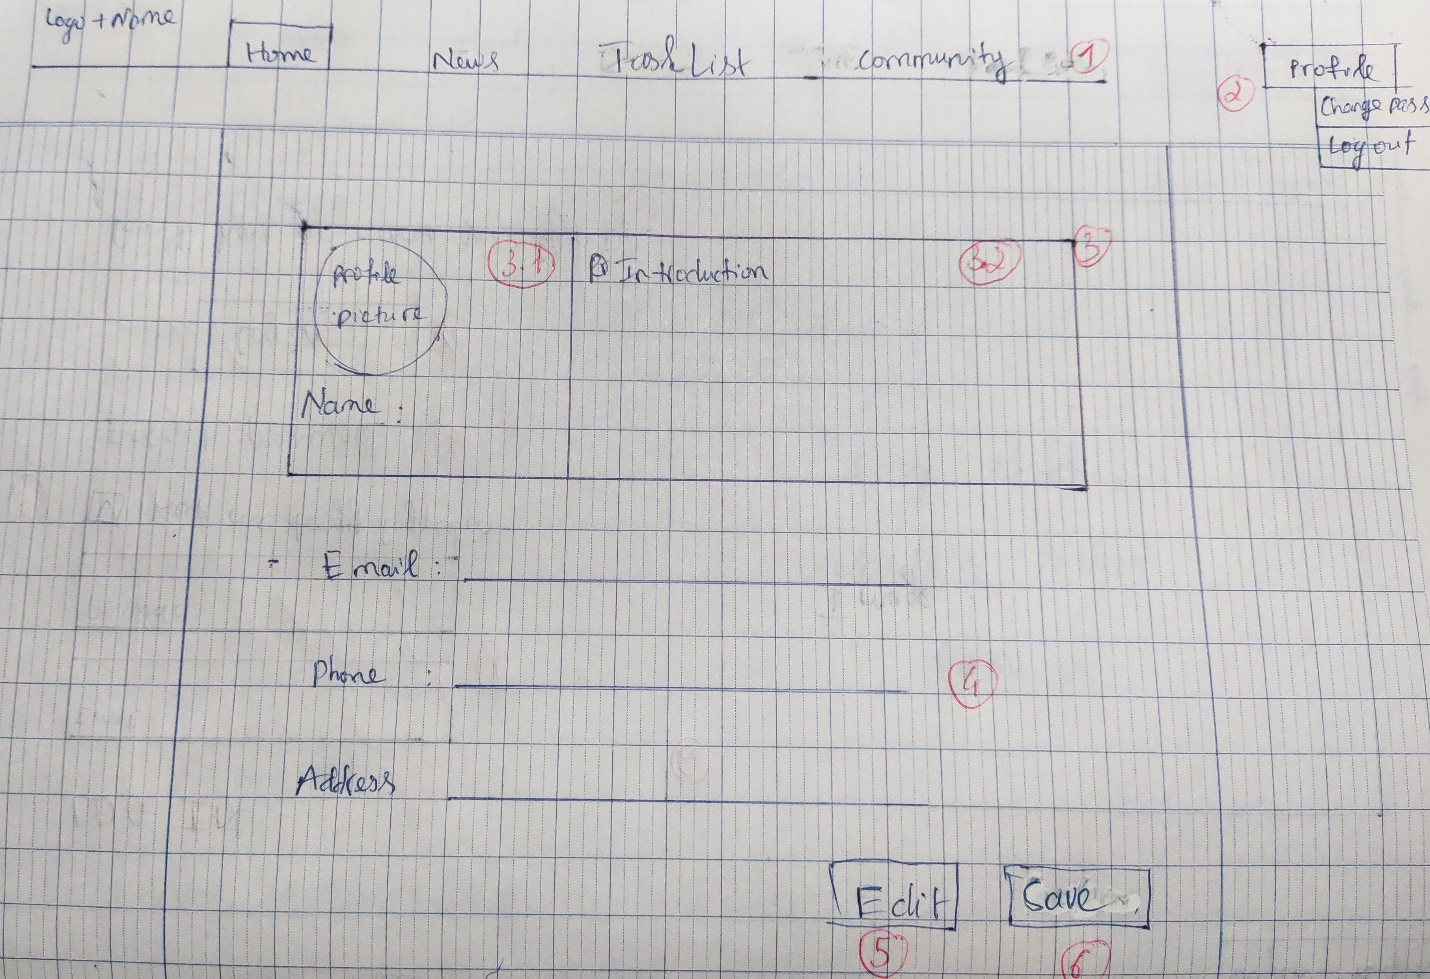 Logo + Name
Home News Task List Community 1
2 Profile
Change pass
Log out
Profile picture 3.1 Introduction 3.2 3
Name :
- Email :
Phone : 4
Address
Edit Save
5 6